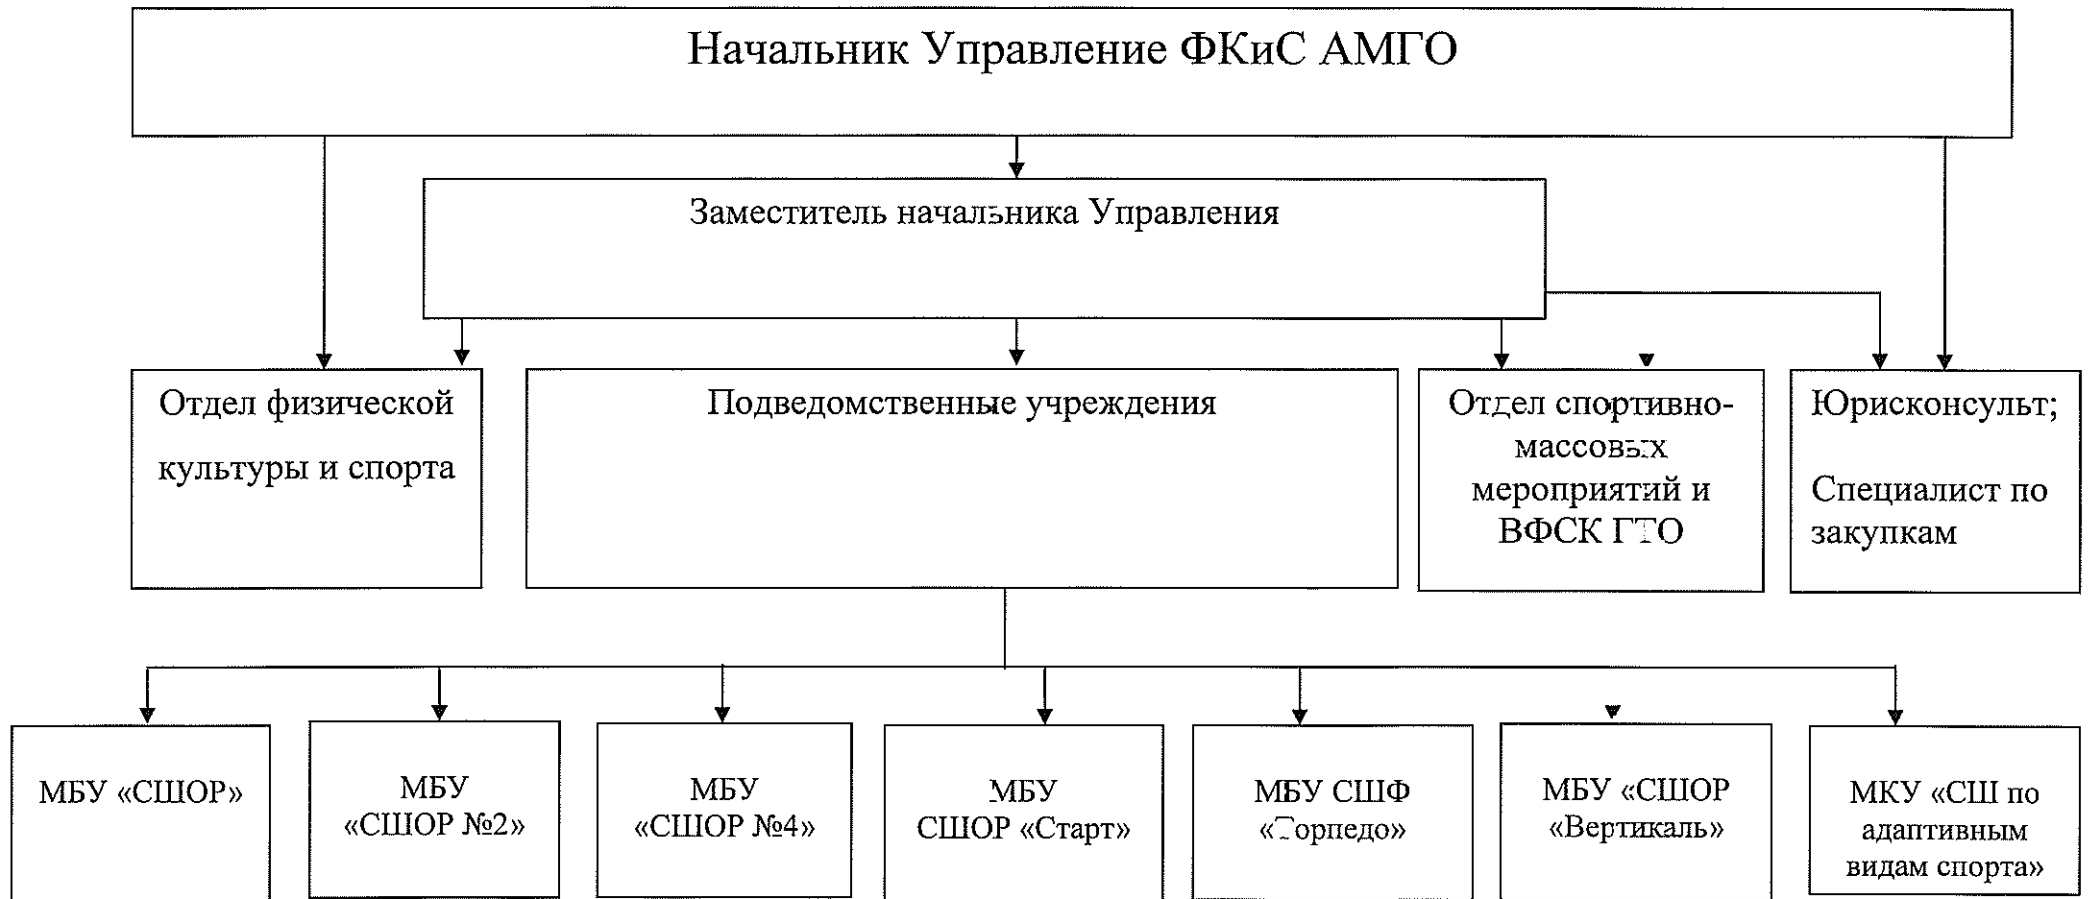 Начальник Управление ФКиС АМГО
Заместитель начальника Управления
Отдел физической
культуры и спорта
Подведомственные учреждения
Отдел спортивно-
массовых
мероприятий и
ВФСК ГТО
Юрисконсульт;
Специалист по
закупкам
МБУ «СШОР»
МБУ
«СШОР №2»
МБУ
«СШОР №4»
МБУ
СШОР «Старт»
МБУ СШФ
«Торпедо»
МБУ «СШОР
«Вертикаль»
МКУ «СШ по
адаптивным
видам спорта»